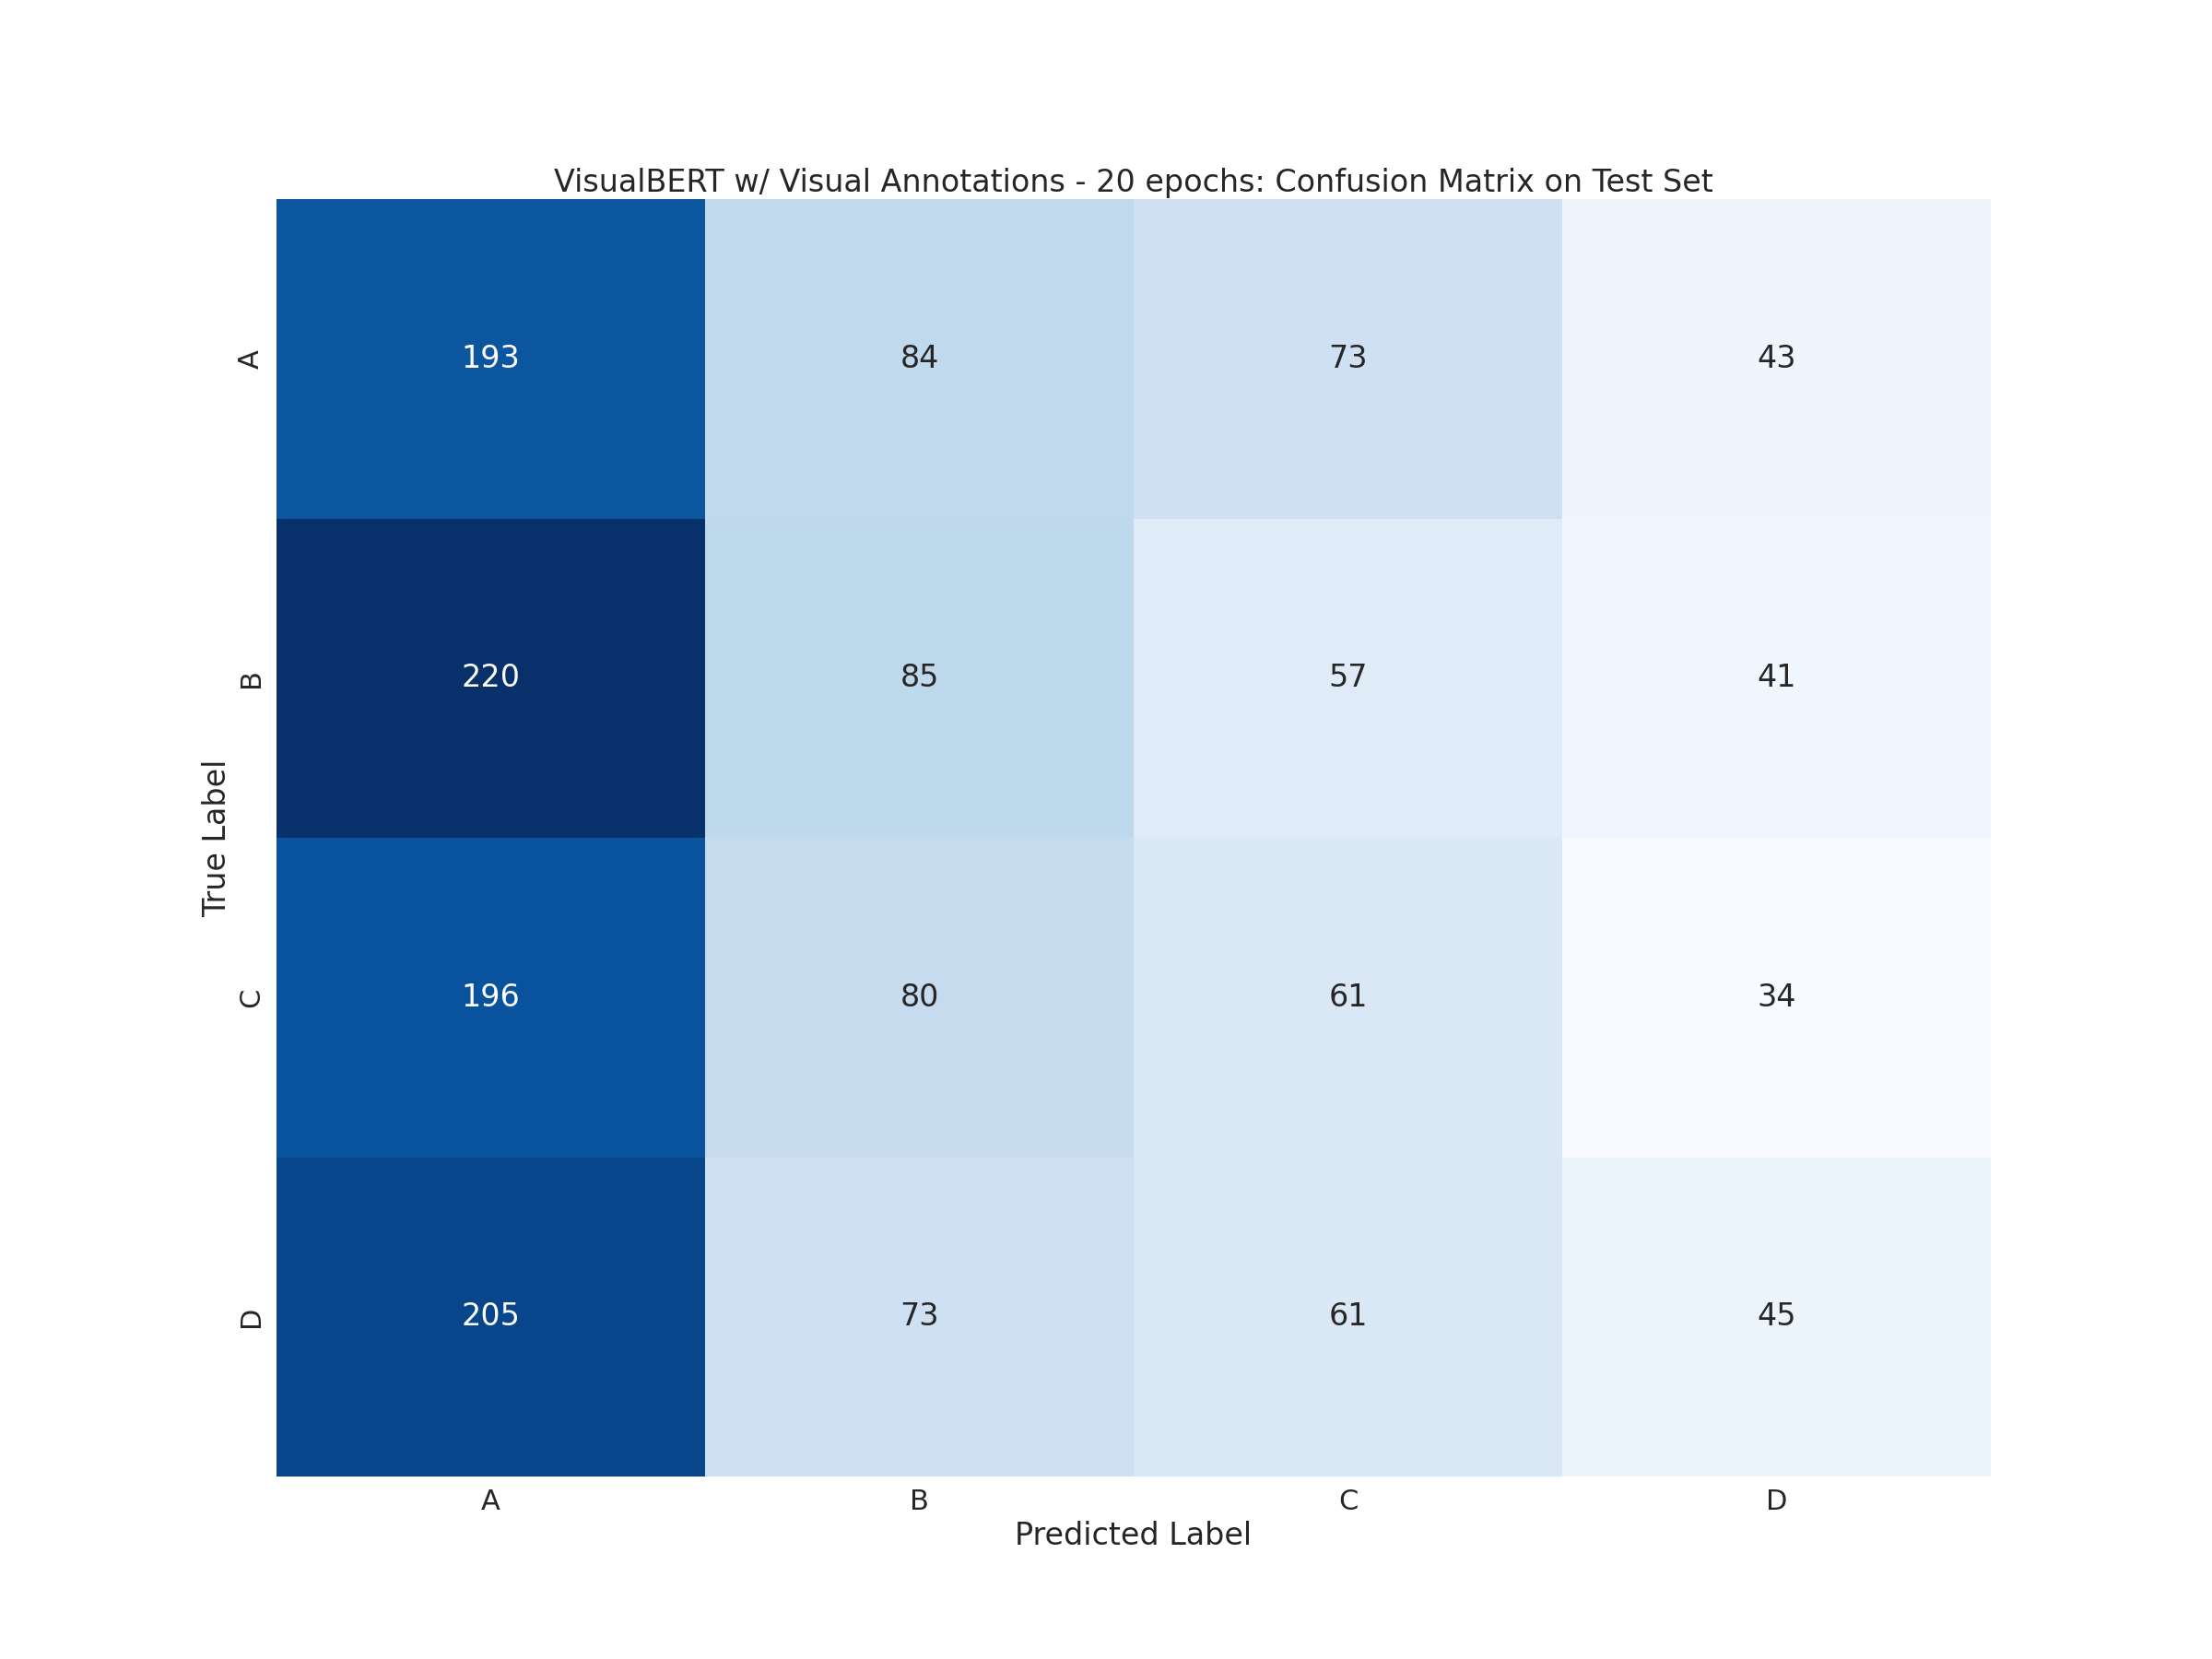 VisualBERT w/ Visual Annotations - 20 epochs: Confusion Matrix on Test Set
True Label
A 193 84 73 43
B 220 85 57 41
C 196 80 61 34
D 205 73 61 45
A B C D
Predicted Label